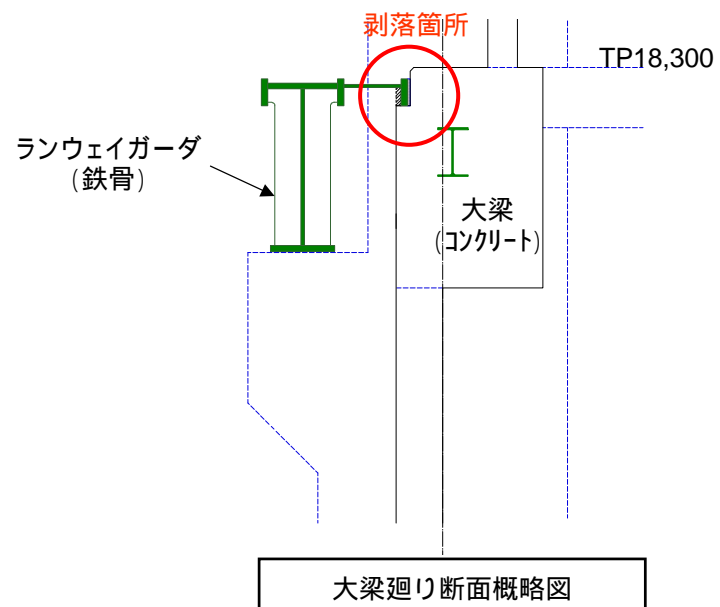 剥落箇所
TP18,300
ランウェイガーダ
(鉄骨)
大梁
(コンクリート)
大梁廻り断面概略図